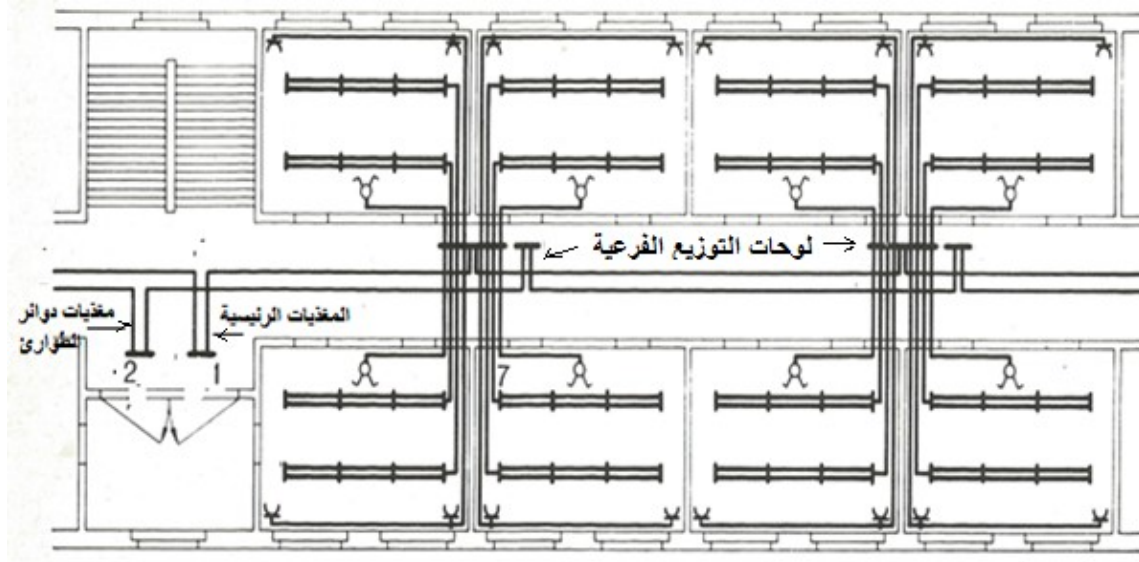 لوحات التوزيع الفرعية
مغذيات دوائر
الطوارئ
المغذيات الرئيسية
2
1
7